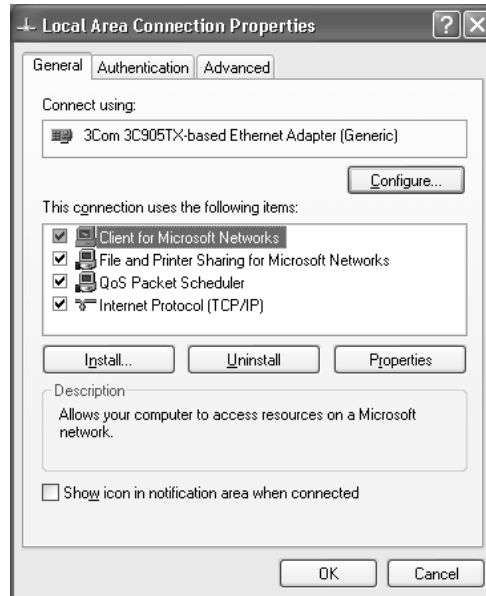 Local Area Connection Properties
General Authentication Advanced
Connect using:
3Com 3C905TX-based Ethernet Adapter (Generic)
Configure...
This connection uses the following items:
Client for Microsoft Networks
File and Printer Sharing for Microsoft Networks
QoS Packet Scheduler
Internet Protocol (TCP/IP)
Install... Uninstall Properties
Description
Allows your computer to access resources on a Microsoft
network.
Show icon in notification area when connected
OK Cancel